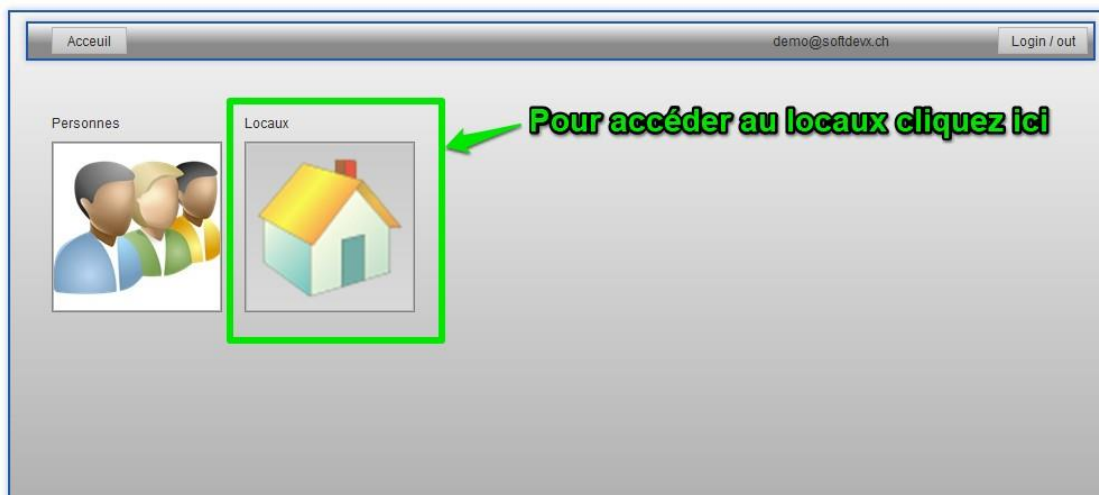 Acceuil
demo@softdevx.ch
Login / out
Personnes
Locaux
Pour accéder au locaux cliquez ici